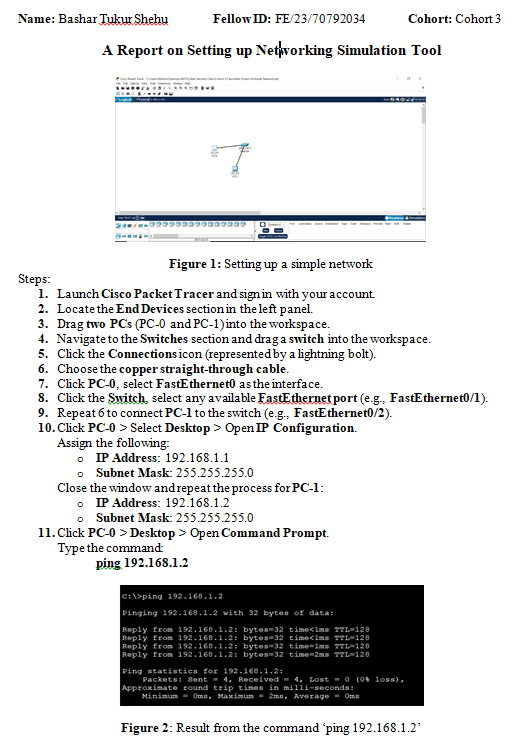 Name: Bashar Tukur Shehu FellowID: FE/23/70792034 Cohort: Cohort 3
A Report on Setting up Networking Simulation Tool
Figure 1: Setting up a simple network
Steps:
1. Launch Cisco Packet Tracer and sign in with your account.
2. Locate the End Devices section in the left panel.
3. Drag two PCs (PC-0 and PC-1) into the workspace.
4. Navigate to the Switches section and drag a switch into the workspace.
5. Click the Connections icon (represented by a lightning bolt).
6. Choose the copper straight-through cable.
7. Click PC-0, select FastEthernet0 as the interface.
8. Click the Switch, select any available FastEthernet port (e.g., FastEthernet0/1).
9. Repeat 6 to connect PC-1 to the switch (e.g., FastEthernet0/2).
10. Click PC-0 > Select Desktop > Open IP Configuration.
Assign the following:
o IP Address: 192.168.1.1
o Subnet Mask: 255.255.255.0
Close the window and repeat the process for PC-1:
o IP Address: 192.168.1.2
o Subnet Mask: 255.255.255.0
11. Click PC-0 > Desktop > Open Command Prompt.
Type the command:
ping 192.168.1.2
C:\>ping 192.168.1.2
Pinging 192.168.1.2 with 32 bytes of data:
Reply from 192.168.1.2: bytes=32 time<1ms TTL=128
Reply from 192.168.1.2: bytes=32 time<1ms TTL=128
Reply from 192.168.1.2: bytes=32 time=1ms TTL=128
Reply from 192.168.1.2: bytes=32 time=2ms TTL=128
Ping statistics for 192.168.1.2:
Packets: Sent = 4, Received = 4, Lost = 0 (0% loss),
Approximate round trip times in milli-seconds:
Minimum = 0ms, Maximum = 2ms, Average = 0ms
Figure 2: Result from the command ‘ping 192.168.1.2’